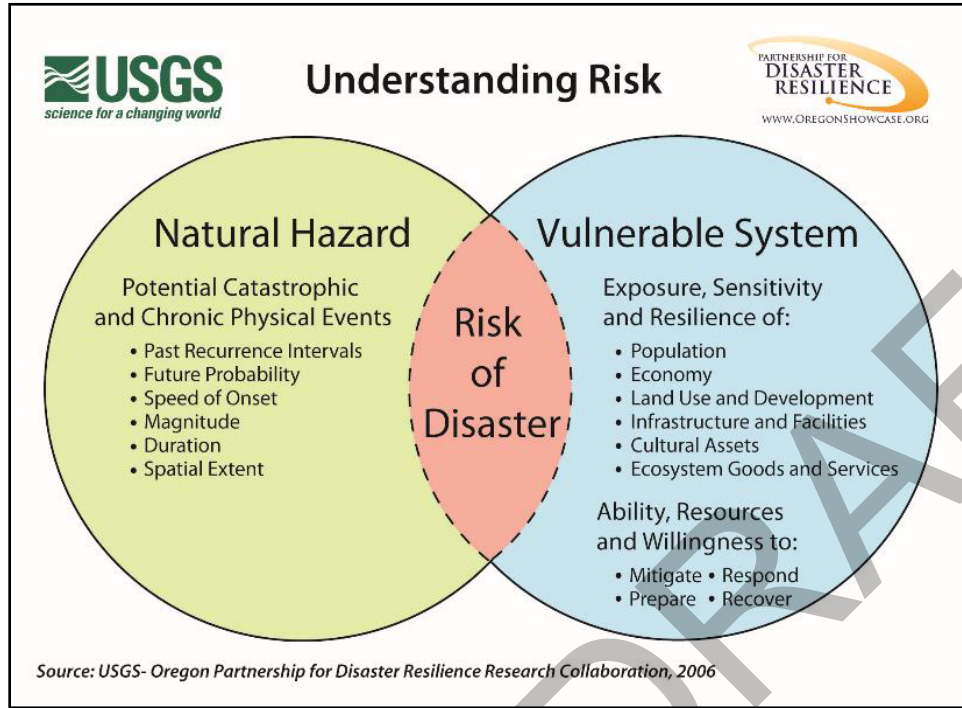 USGS
science for a changing world
Understanding Risk
PARTNERSHIP FOR
DISASTER
RESILIENCE
WWW.OREGONSHOWCASE.ORG
Natural Hazard
Potential Catastrophic
and Chronic Physical Events
• Past Recurrence Intervals
• Future Probability
• Speed of Onset
• Magnitude
• Duration
• Spatial Extent
Risk
of
Disaster
Vulnerable System
Exposure, Sensitivity
and Resilience of:
• Population
• Economy
• Land Use and Development
• Infrastructure and Facilities
• Cultural Assets
• Ecosystem Goods and Services
Ability, Resources
and Willingness to:
• Mitigate • Respond
• Prepare • Recover
Source: USGS- Oregon Partnership for Disaster Resilience Research Collaboration, 2006